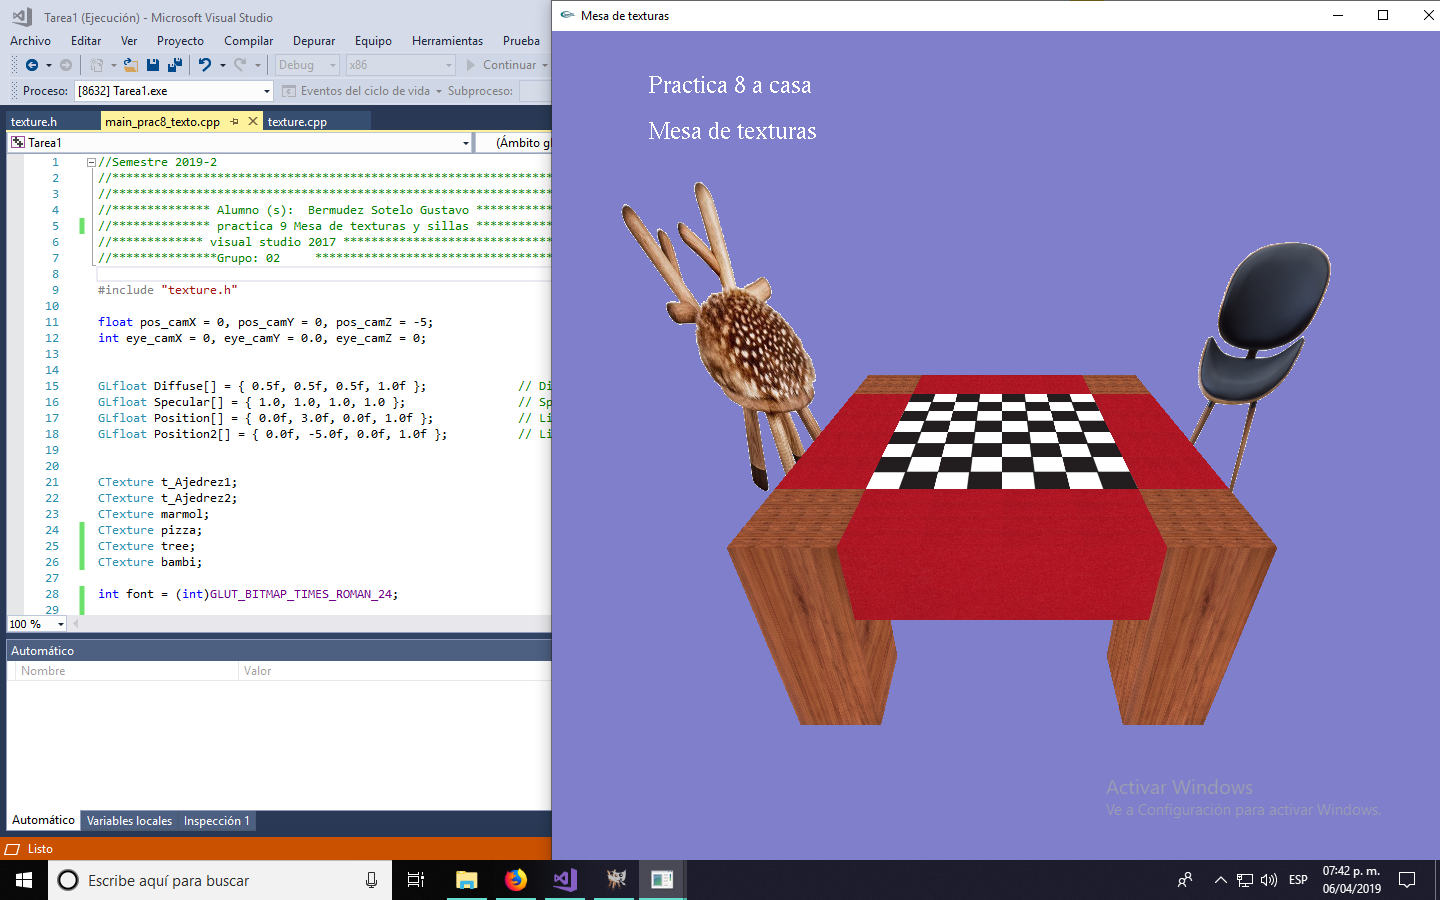 Tarea1 (Ejecución) - Microsoft Visual Studio
Archivo Editar Ver Proyecto Compilar Depurar Equipo Herramientas Prueba
Debug x86 Continuar
Proceso: [8632] Tarea1.exe Eventos del ciclo de vida Subproceso:
texture.h main_prac8_texto.cpp texture.cpp
Tarea1 (Ámbito gl
1 //Semestre 2019-2
2 //****************************************************************
3 //****************************************************************
4 //************** Alumno (s):  Bermudez Sotelo Gustavo ***********
5 //************** practica 9 Mesa de texturas y sillas ***********
6 //************* visual studio 2017 ******************************
7 //***************Grupo: 02     **********************************
8
9 #include "texture.h"
10
11 float pos_camX = 0, pos_camY = 0, pos_camZ = -5;
12 int eye_camX = 0, eye_camY = 0.0, eye_camZ = 0;
13
14
15 GLfloat Diffuse[] = { 0.5f, 0.5f, 0.5f, 1.0f }; // Di
16 GLfloat Specular[] = { 1.0, 1.0, 1.0, 1.0 }; // Sp
17 GLfloat Position[] = { 0.0f, 3.0f, 0.0f, 1.0f }; // Li
18 GLfloat Position2[] = { 0.0f, -5.0f, 0.0f, 1.0f }; // Li
19
20
21 CTexture t_Ajedrez1;
22 CTexture t_Ajedrez2;
23 CTexture marmol;
24 CTexture pizza;
25 CTexture tree;
26 CTexture bambi;
27
28 int font = (int)GLUT_BITMAP_TIMES_ROMAN_24;
29
100 %
Automático
Nombre Valor
Automático Variables locales Inspección 1
Listo
Mesa de texturas
Practica 8 a casa
Mesa de texturas
Activar Windows
Ve a Configuración para activar Windows.
Escribe aquí para buscar
ESP
07:42 p. m.
06/04/2019